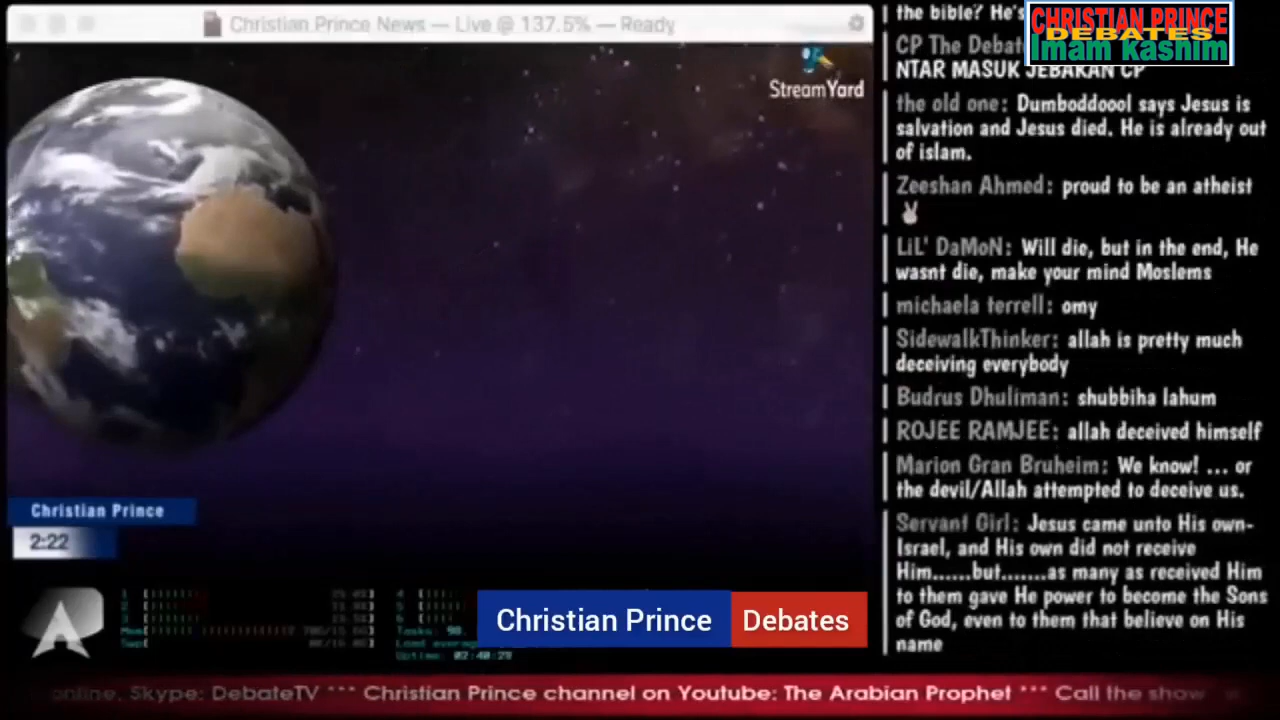 Christian Prince News — Live @ 137.5% — Ready
StreamYard
CHRISTIAN PRINCE
DEBATES
Imam kashim
the bible? He's
CP The Debat
NTAR MASUK JEBAKAN CP
the old one: Dumboddoool says Jesus is
salvation and Jesus died. He is already out
of islam.
Zeeshan Ahmed: proud to be an atheist
✌
LiL' DaMoN: Will die, but in the end, He
wasnt die, make your mind Moslems
michaela terrell: omy
SidewalkThinker: allah is pretty much
deceiving everybody
Budrus Dhuliman: shubbiha lahum
ROJEE RAMJEE: allah deceived himself
Marion Gran Bruheim: We know! ... or
the devil/Allah attempted to deceive us.
Servant Girl: Jesus came unto His own-
Israel, and His own did not receive
Him......but.......as many as received Him
to them gave He power to become the Sons
of God, even to them that believe on His
name
Christian Prince
2:22
Tasks: 98,
Load average
Uptime: 02:40:29
Christian Prince Debates
online. Skype: DebateTV *** Christian Prince channel on Youtube: The Arabian Prophet *** Call the show